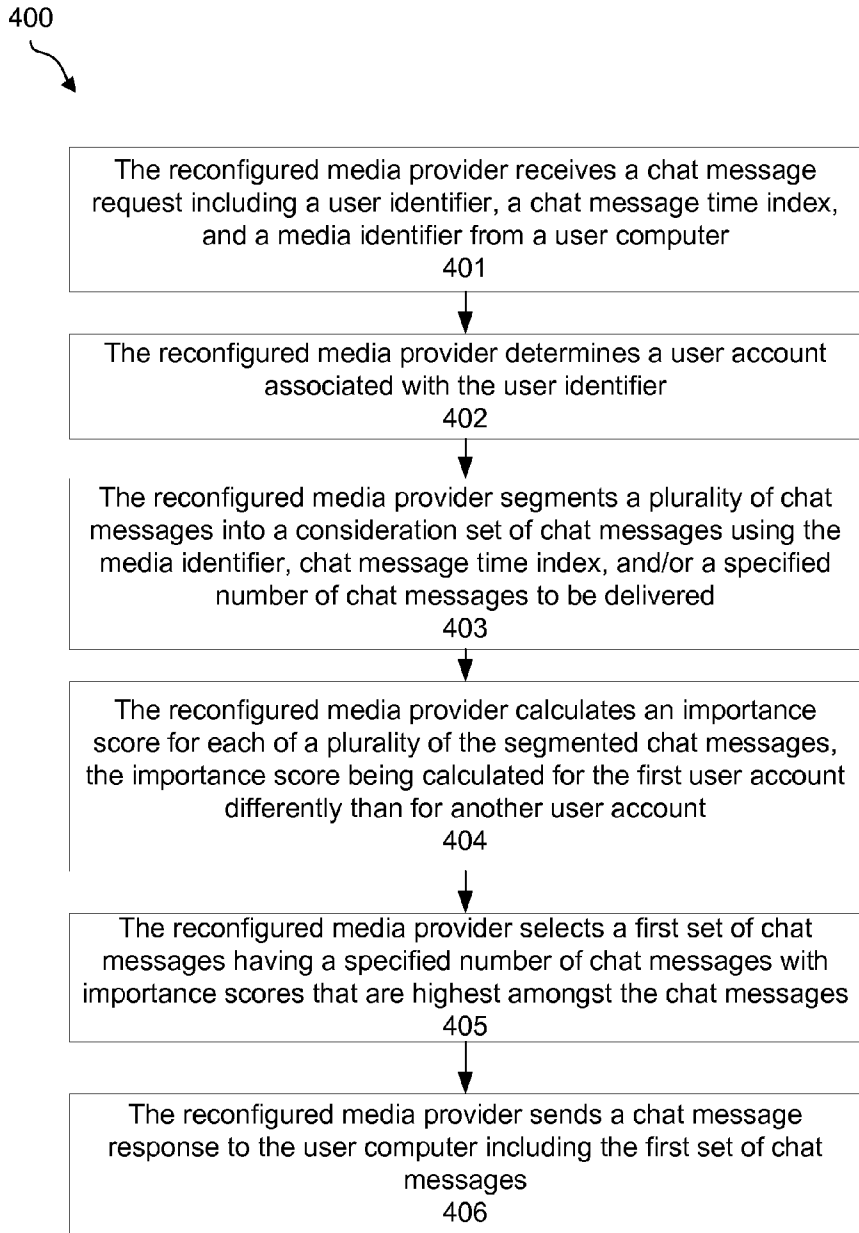 400
The reconfigured media provider receives a chat message
request including a user identifier, a chat message time index,
and a media identifier from a user computer
401
The reconfigured media provider determines a user account
associated with the user identifier
402
The reconfigured media provider segments a plurality of chat
messages into a consideration set of chat messages using the
media identifier, chat message time index, and/or a specified
number of chat messages to be delivered
403
The reconfigured media provider calculates an importance
score for each of a plurality of the segmented chat messages,
the importance score being calculated for the first user account
differently than for another user account
404
The reconfigured media provider selects a first set of chat
messages having a specified number of chat messages with
importance scores that are highest amongst the chat messages
405
The reconfigured media provider sends a chat message
response to the user computer including the first set of chat
messages
406